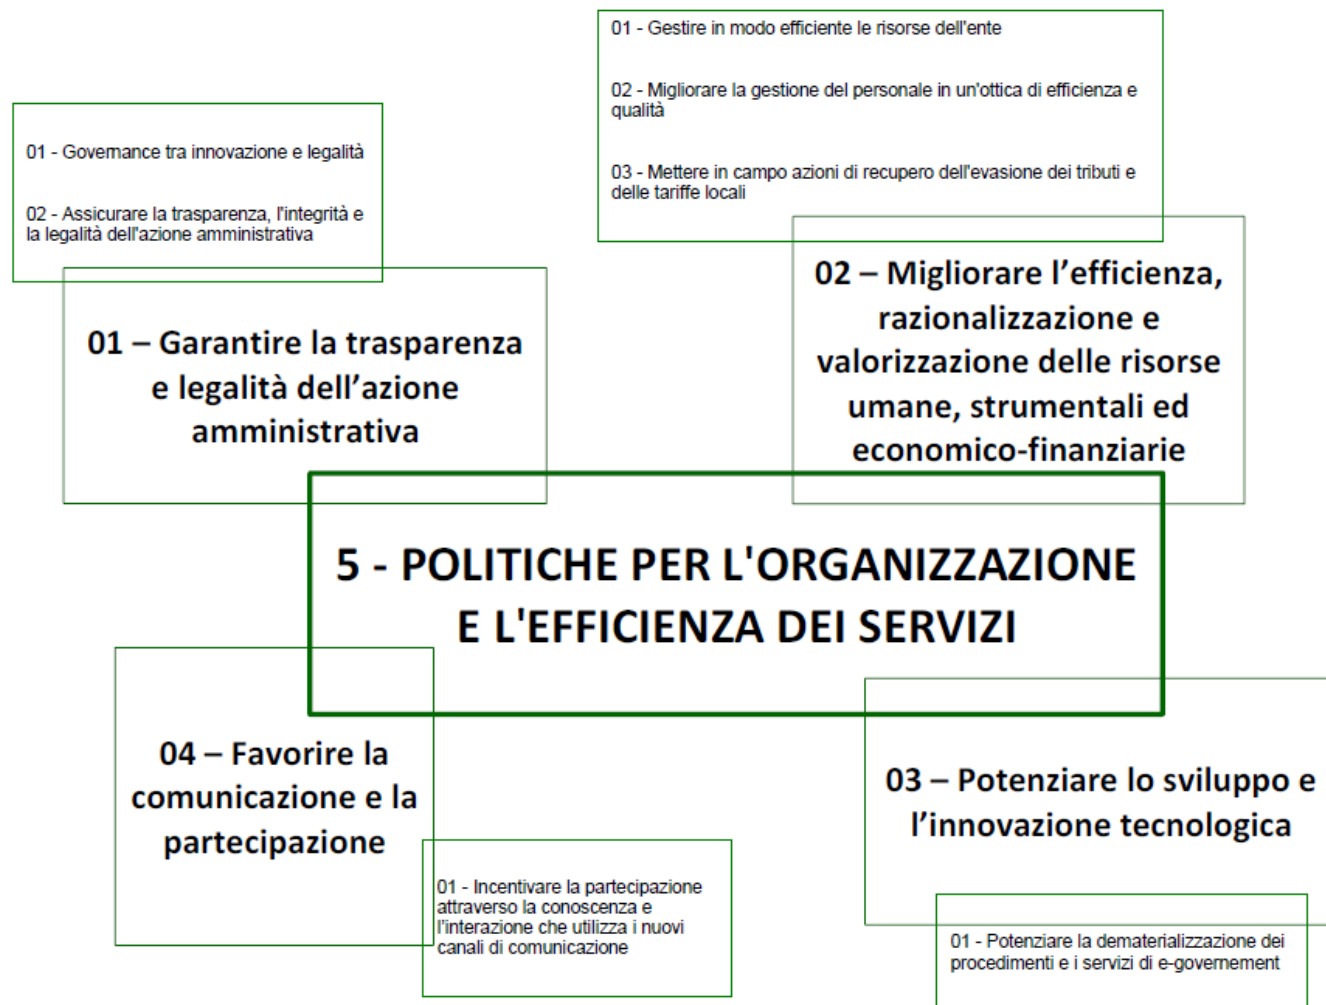 01 - Gestire in modo efficiente le risorse dell'ente
02 - Migliorare la gestione del personale in un'ottica di efficienza e
qualità
03 - Mettere in campo azioni di recupero dell'evasione dei tributi e
delle tariffe locali
01 - Governance tra innovazione e legalità
02 - Assicurare la trasparenza, l'integrità e
la legalità dell'azione amministrativa
02 – Migliorare l’efficienza,
razionalizzazione e
valorizzazione delle risorse
umane, strumentali ed
economico-finanziarie
01 – Garantire la trasparenza
e legalità dell’azione
amministrativa
5 - POLITICHE PER L'ORGANIZZAZIONE
E L'EFFICIENZA DEI SERVIZI
04 – Favorire la
comunicazione e la
partecipazione
03 – Potenziare lo sviluppo e
l’innovazione tecnologica
01 - Incentivare la partecipazione
attraverso la conoscenza e
l'interazione che utilizza i nuovi
canali di comunicazione
01 - Potenziare la dematerializzazione dei
procedimenti e i servizi di e-governement